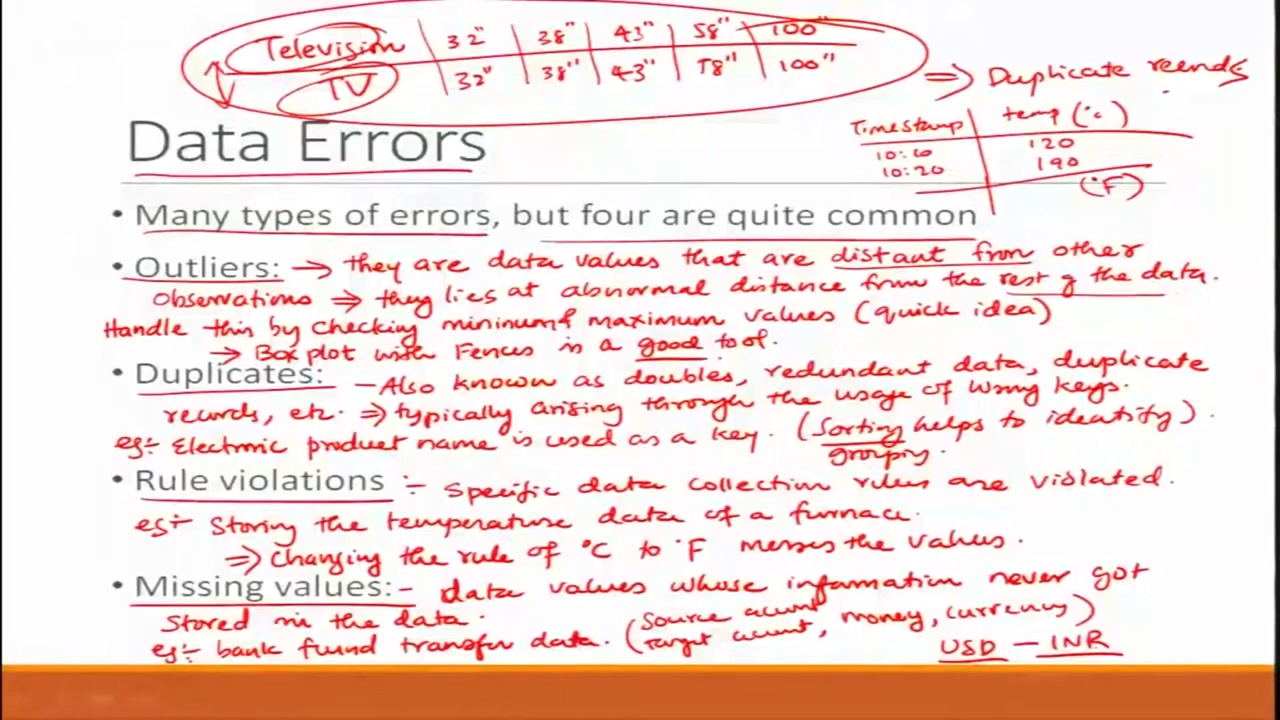 Television 32" 38" 43" 58" 100"
TV 32" 38" 43" 58" 100"
⇒ Duplicate records
Timestamp temp (°c)
10:10 120
10:20 190
(°F)
Data Errors
• Many types of errors, but four are quite common
• Outliers: → they are data values that are distant from other
Observations ⇒ they lies at abnormal distance from the rest of the data.
Handle this by checking minimum & maximum values (quick idea)
→ Box plot with Fences is a good tool.
• Duplicates: - Also known as doubles, redundant data, duplicate
records, etc. ⇒ typically arising through the usage of wrong keys.
eg:- Electronic product name is used as a key. (Sorting helps to identify).
grouping.
• Rule violations :- Specific data collection rules are violated.
eg:- Storing the temperature data of a furnace.
⇒ Changing the rule of °C to °F messes the values.
• Missing values: - data values whose information never got
stored in the data.
eg:- bank fund transfer data. (Source account, Target account, money, currency)
USD - INR